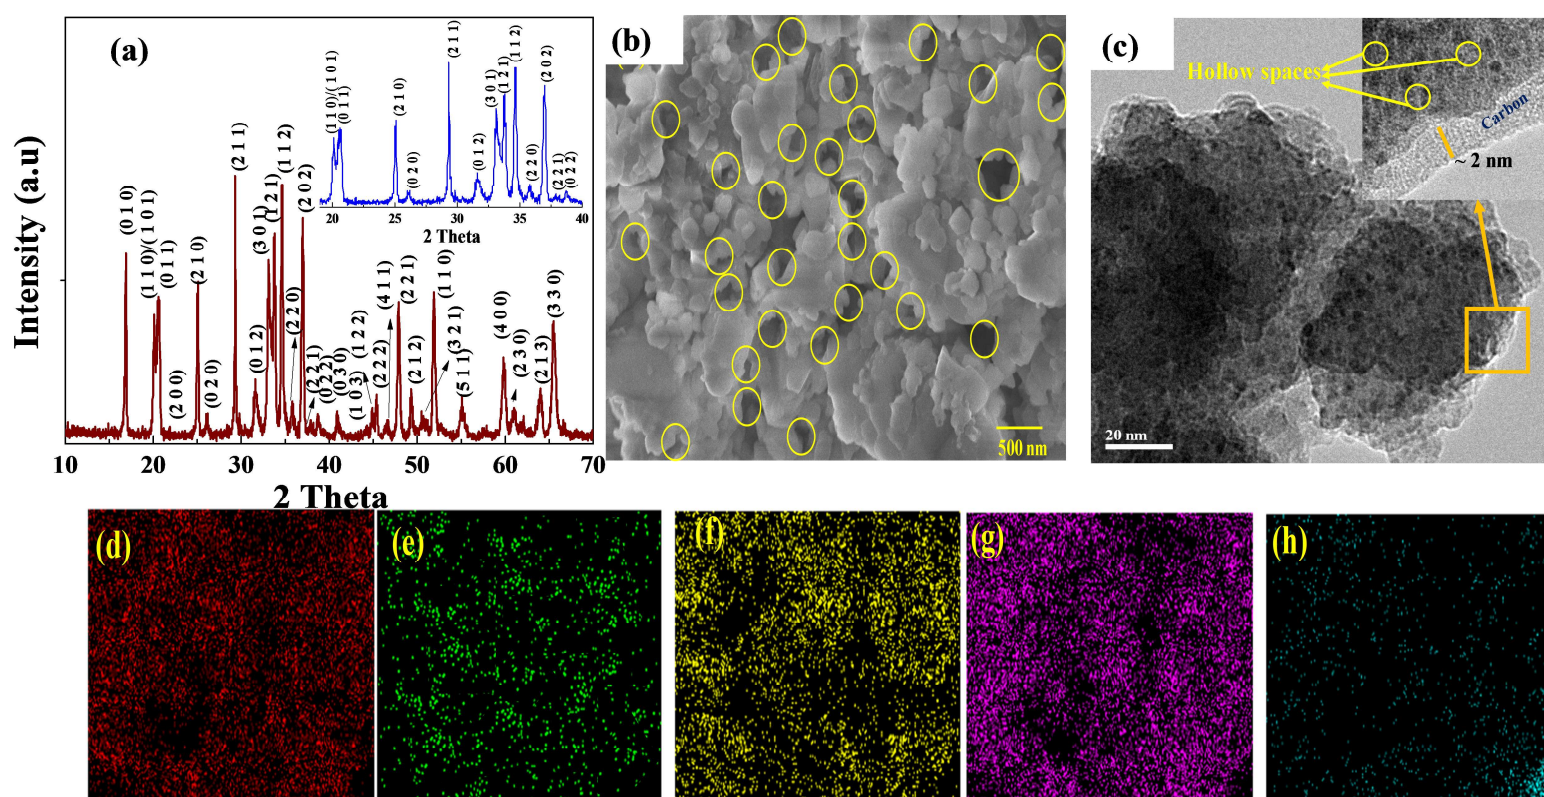 (a)
Intensity (a.u)
2 Theta
10 20 30 40 50 60 70
(0 1 0)
(1 1 0)/(1 0 1)
(0 1 1)
(2 0 0)
(2 1 0)
(0 2 0)
(2 1 1)
(0 1 2)
(3 0 1)
(1 2 1)
(1 1 2)
(2 2 0)
(2 0 2)
(2 2 1)
(0 2 2)
(0 3 0)
(1 0 3)
(1 2 2)
(2 2 2)
(4 1 1)
(2 2 1)
(2 1 2)
(1 1 0)
(3 2 1)
(5 1 1)
(4 0 0)
(2 3 0)
(2 1 3)
(3 3 0)
(1 1 0)/(1 0 1)
(0 1 1)
(2 1 0)
(0 2 0)
(2 1 1)
(0 1 2)
(3 0 1)
(1 2 1)
(1 1 2)
(2 2 0)
(2 0 2)
(2 2 1)
(0 2 2)
20 25 30 35 40
2 Theta
(b)
500 nm
(c)
Hollow spaces
Carbon
~ 2 nm
20 nm
(d)
(e)
(f)
(g)
(h)